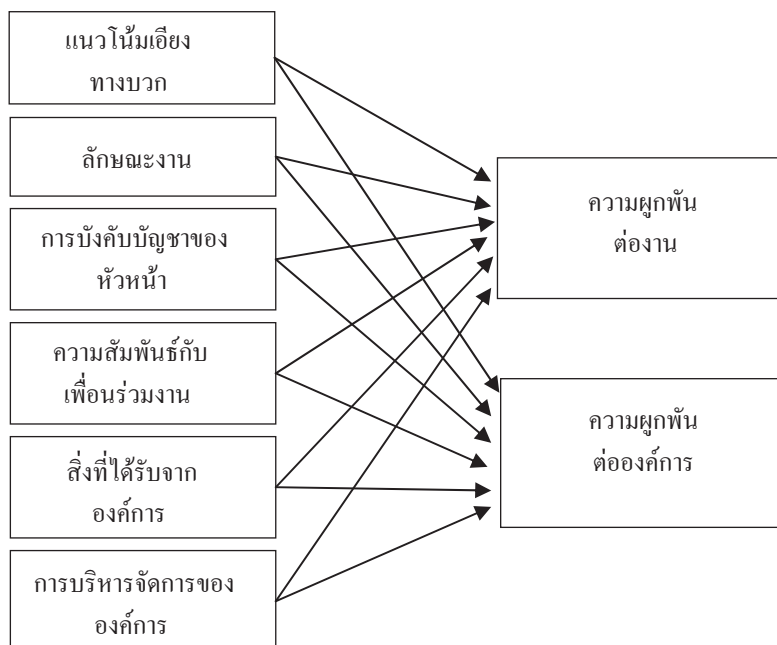 แนวโน้มเอียง
ทางบวก
ลักษณะงาน
การบังคับบัญชาของ
หัวหน้า
ความสัมพันธ์กับ
เพื่อนร่วมงาน
สิ่งที่ได้รับจาก
องค์การ
การบริหารจัดการของ
องค์การ
ความผูกพัน
ต่องาน
ความผูกพัน
ต่อองค์การ